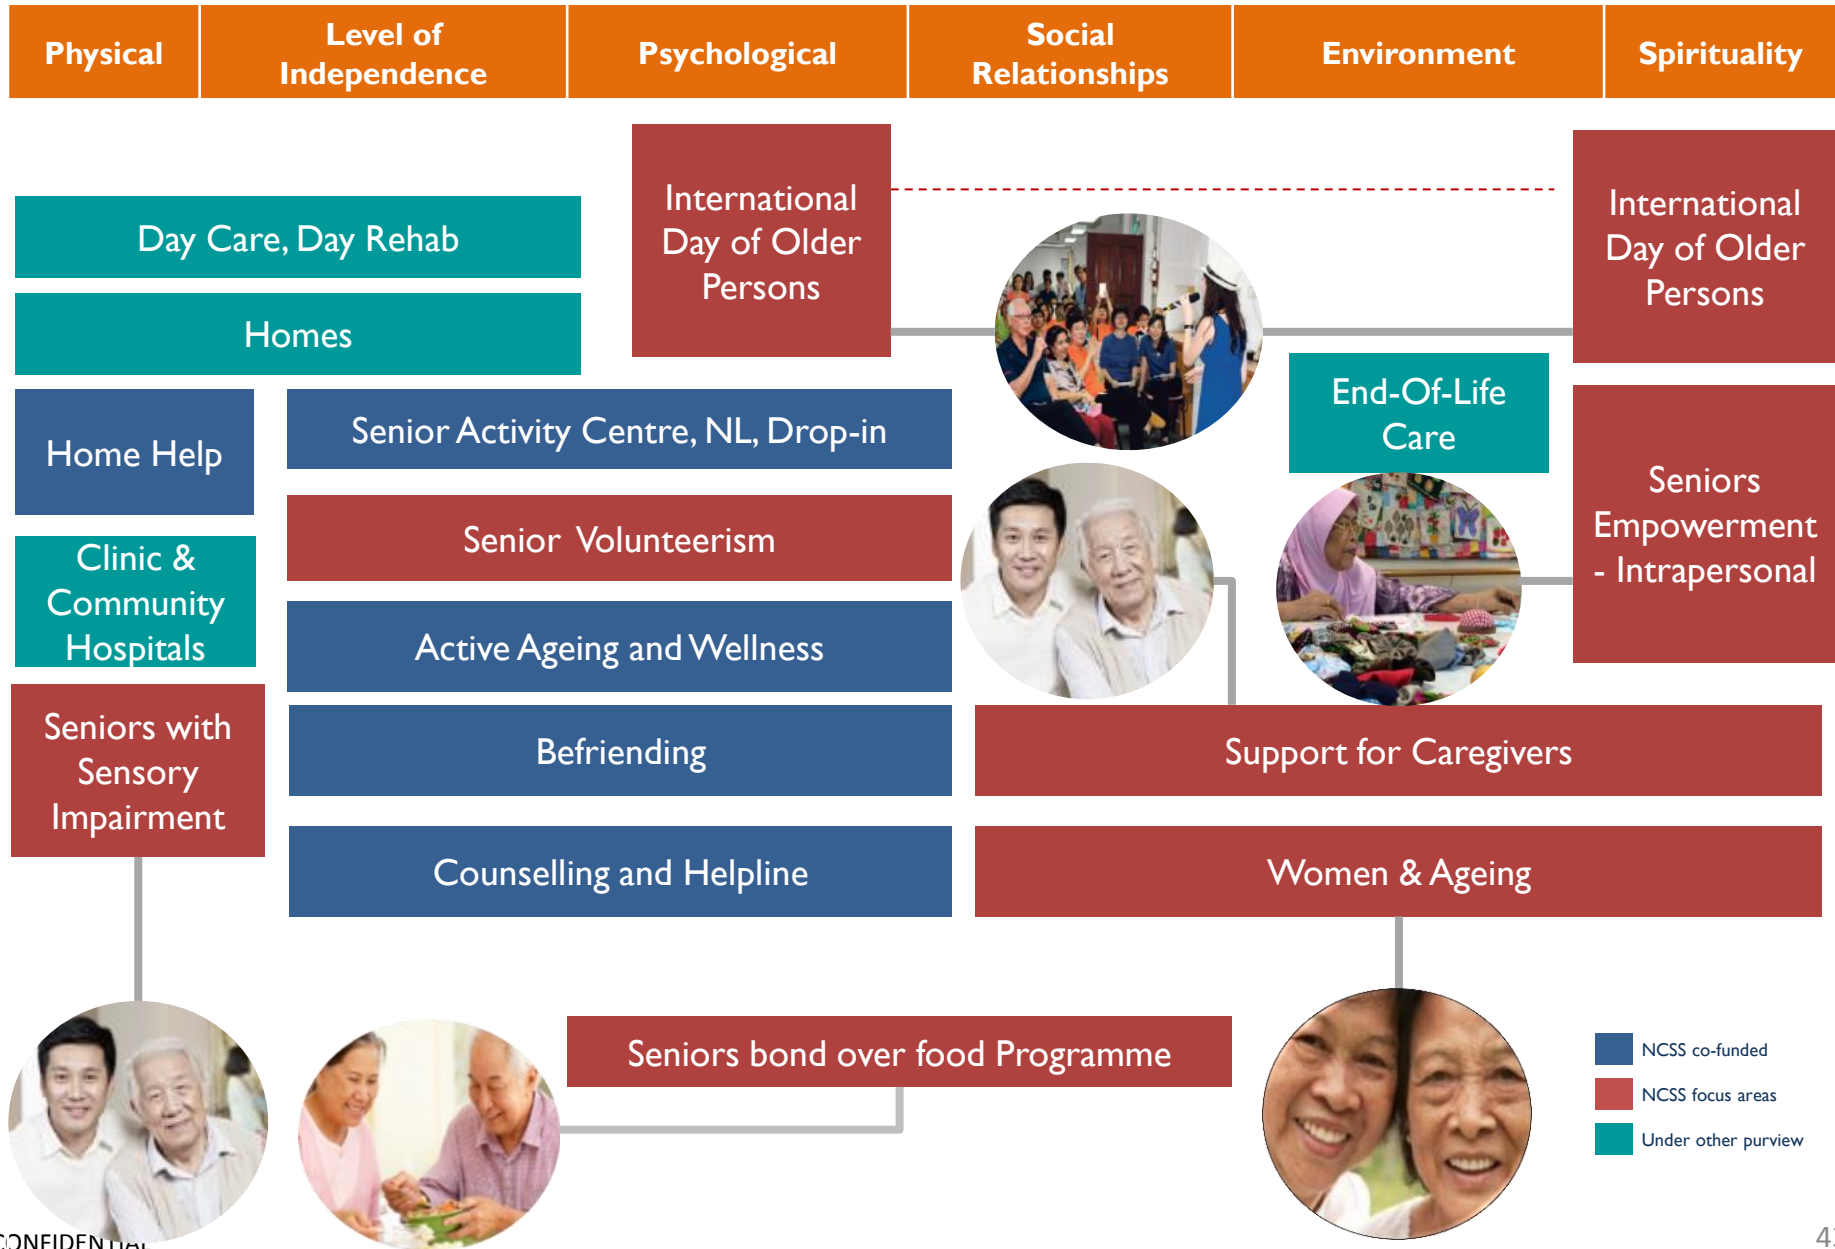 Physical
Level of
Independence
Psychological
Social
Relationships
Environment
Spirituality
International
Day of Older
Persons
International
Day of Older
Persons
Day Care, Day Rehab
Homes
End-Of-Life
Care
Home Help
Senior Activity Centre, NL, Drop-in
Seniors
Empowerment
- Intrapersonal
Senior Volunteerism
Clinic &
Community
Hospitals
Active Ageing and Wellness
Seniors with
Sensory
Impairment
Befriending
Support for Caregivers
Counselling and Helpline
Women & Ageing
Seniors bond over food Programme
NCSS co-funded
NCSS focus areas
Under other purview
CONFIDENTIAL